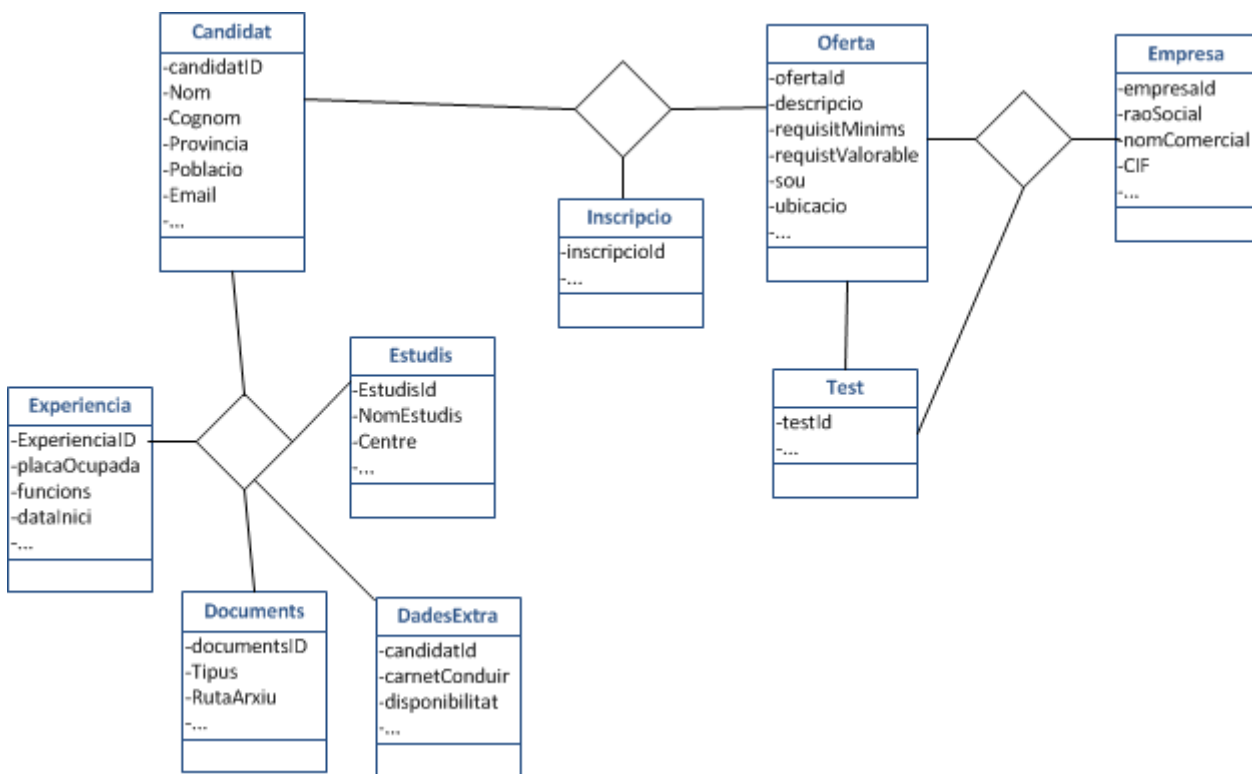 Candidat
-candidatID
-Nom
-Cognom
-Provincia
-Poblacio
-Email
-...
Oferta
-ofertaId
-descripcio
-requisitMinims
-requistValorable
-sou
-ubicacio
-...
Empresa
-empresaId
-raoSocial
-nomComercial
-CIF
-...
Inscripcio
-inscripcioId
-...
Estudis
-EstudisId
-NomEstudis
-Centre
-...
Test
-testId
-...
Experiencia
-ExperienciaID
-placaOcupada
-funcions
-dataInici
-...
Documents
-documentsID
-Tipus
-RutaArxiu
-...
DadesExtra
-candidatId
-carnetConduir
-disponibilitat
-...